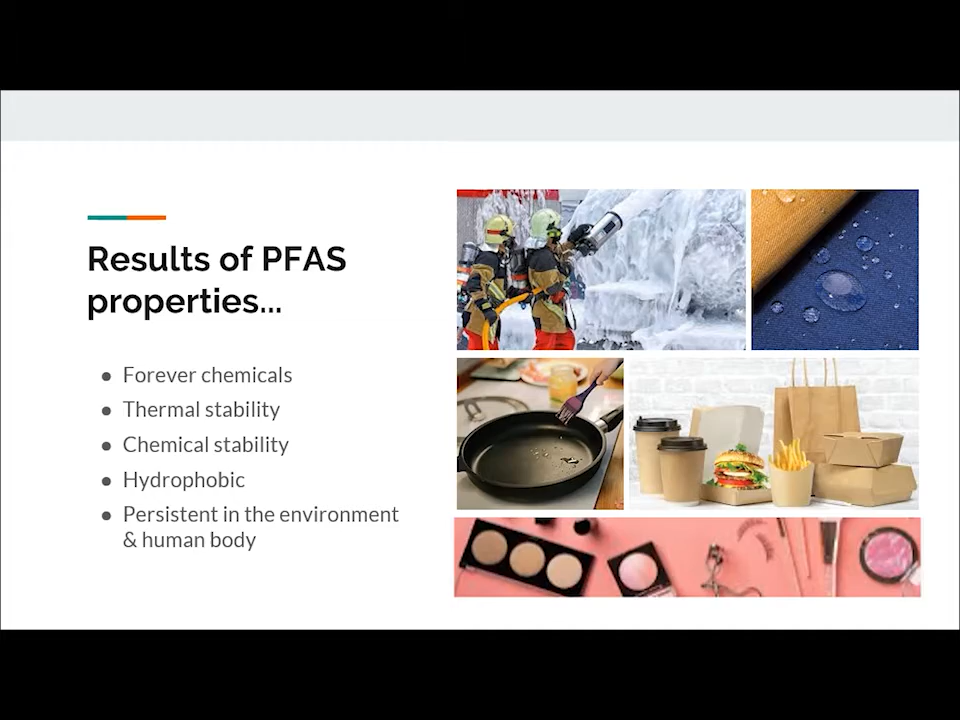 Results of PFAS
properties...
● Forever chemicals
● Thermal stability
● Chemical stability
● Hydrophobic
● Persistent in the environment
& human body